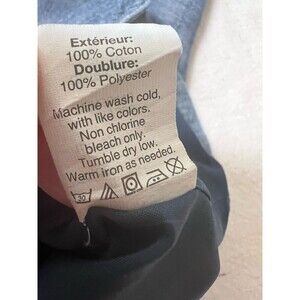 Extérieur:
100% Coton
Doublure:
100% Polyester
Machine wash cold,
with like colors.
Non chlorine
bleach only.
Tumble dry low.
Warm iron as needed.
30